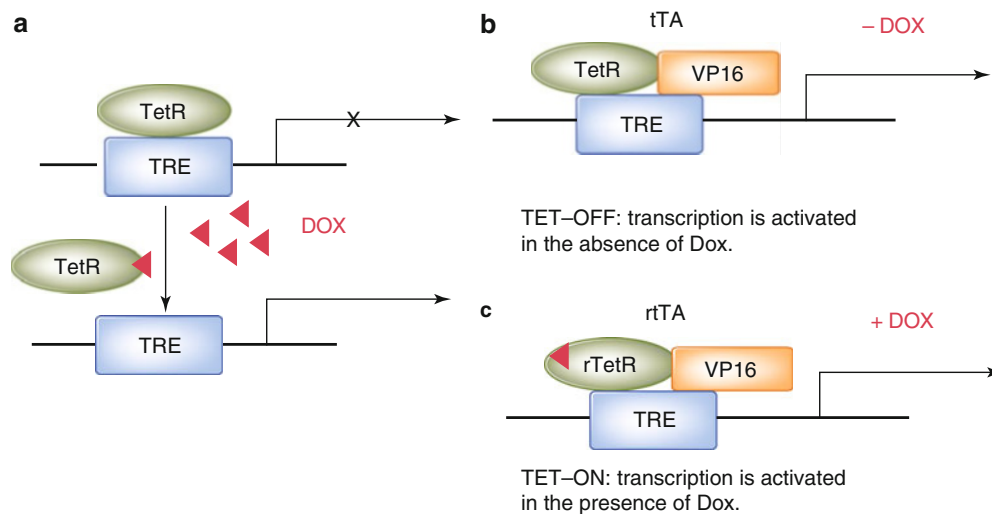 a
TetR
X
TRE
DOX
TetR
TRE
b
tTA
– DOX
TetR
VP16
TRE
TET–OFF: transcription is activated
in the absence of Dox.
c
rtTA
+ DOX
rTetR
VP16
TRE
TET–ON: transcription is activated
in the presence of Dox.